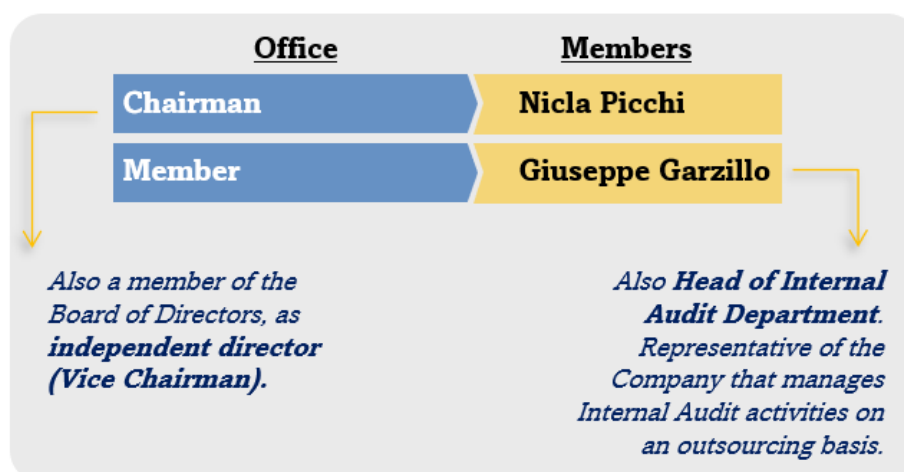 Office Members
Chairman Nicla Picchi
Member Giuseppe Garzillo
Also a member of the
Board of Directors, as
independent director
(Vice Chairman).
Also Head of Internal
Audit Department.
Representative of the
Company that manages
Internal Audit activities on
an outsourcing basis.